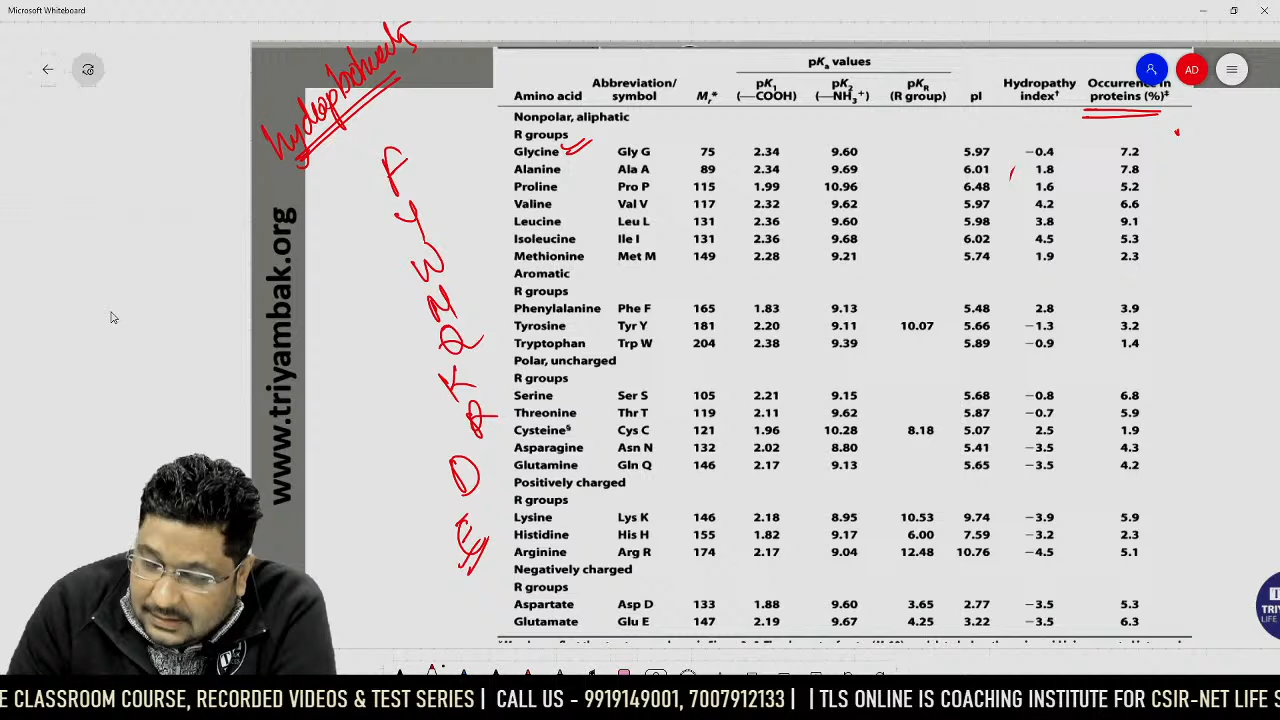 Microsoft Whiteboard
AD
www.triyambak.org
F
Y
W
N
Q
K
R
D
E
pKa values
Abbreviation/ pK1 pK2 pKR Hydropathy Occurrence in
Amino acid symbol Mr* (—COOH) (—NH3+) (R group) pI index† proteins (%)‡
Nonpolar, aliphatic
R groups
Glycine Gly G 75 2.34 9.60 5.97 −0.4 7.2
Alanine Ala A 89 2.34 9.69 6.01 1.8 7.8
Proline Pro P 115 1.99 10.96 6.48 1.6 5.2
Valine Val V 117 2.32 9.62 5.97 4.2 6.6
Leucine Leu L 131 2.36 9.60 5.98 3.8 9.1
Isoleucine Ile I 131 2.36 9.68 6.02 4.5 5.3
Methionine Met M 149 2.28 9.21 5.74 1.9 2.3
Aromatic
R groups
Phenylalanine Phe F 165 1.83 9.13 5.48 2.8 3.9
Tyrosine Tyr Y 181 2.20 9.11 10.07 5.66 −1.3 3.2
Tryptophan Trp W 204 2.38 9.39 5.89 −0.9 1.4
Polar, uncharged
R groups
Serine Ser S 105 2.21 9.15 5.68 −0.8 6.8
Threonine Thr T 119 2.11 9.62 5.87 −0.7 5.9
Cysteine§ Cys C 121 1.96 10.28 8.18 5.07 2.5 1.9
Asparagine Asn N 132 2.02 8.80 5.41 −3.5 4.3
Glutamine Gln Q 146 2.17 9.13 5.65 −3.5 4.2
Positively charged
R groups
Lysine Lys K 146 2.18 8.95 10.53 9.74 −3.9 5.9
Histidine His H 155 1.82 9.17 6.00 7.59 −3.2 2.3
Arginine Arg R 174 2.17 9.04 12.48 10.76 −4.5 5.1
Negatively charged
R groups
Aspartate Asp D 133 1.88 9.60 3.65 2.77 −3.5 5.3
Glutamate Glu E 147 2.19 9.67 4.25 3.22 −3.5 6.3
E CLASSROOM COURSE, RECORDED VIDEOS & TEST SERIES | CALL US - 9919149001, 7007912133 | | TLS ONLINE IS COACHING INSTITUTE FOR CSIR-NET LIFE S